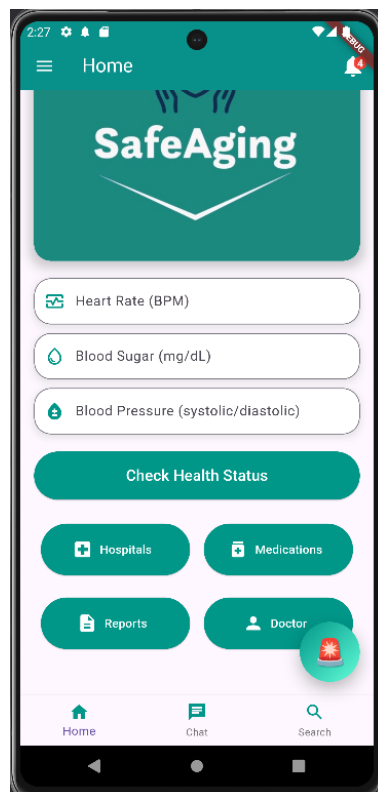 2:27
DEBUG
Home
4
SafeAging
Heart Rate (BPM)
Blood Sugar (mg/dL)
Blood Pressure (systolic/diastolic)
Check Health Status
Hospitals
Medications
Reports
Doctor
Home
Chat
Search